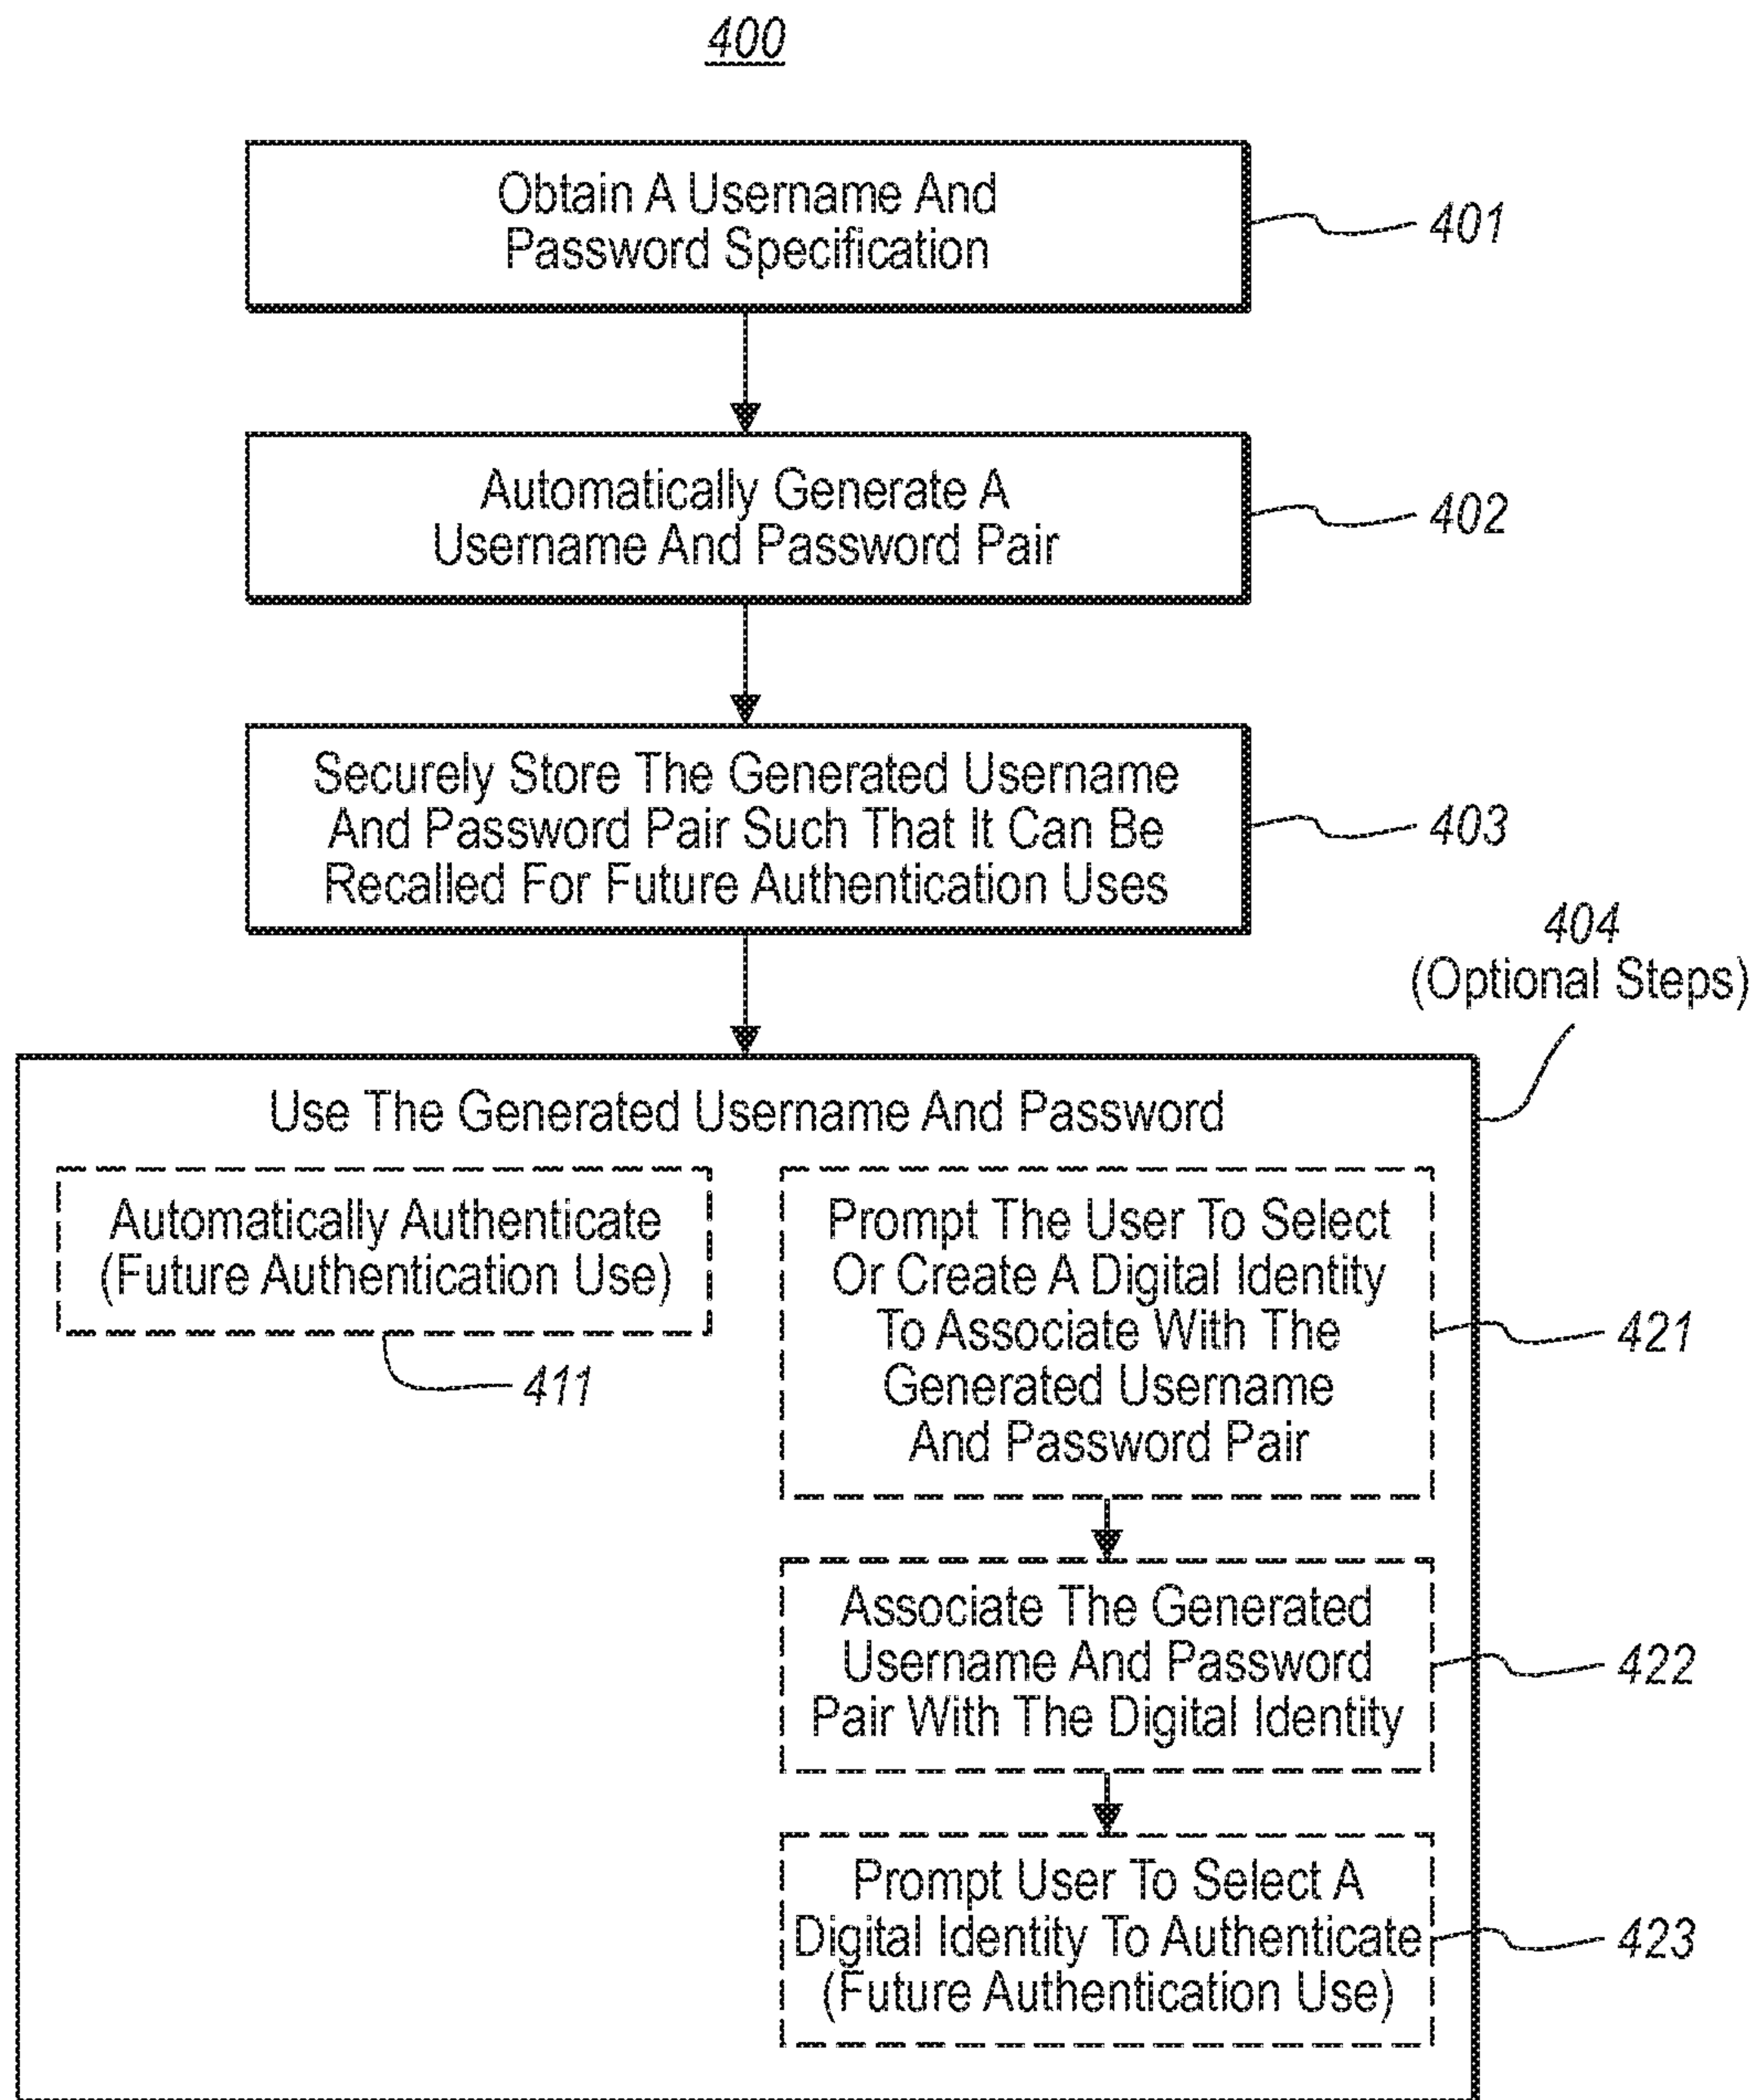 400
Obtain A Username And
Password Specification
401
Automatically Generate A
Username And Password Pair
402
Securely Store The Generated Username
And Password Pair Such That It Can Be
Recalled For Future Authentication Uses
403
404
(Optional Steps)
Use The Generated Username And Password
Automatically Authenticate
(Future Authentication Use)
411
Prompt The User To Select
Or Create A Digital Identity
To Associate With The
Generated Username
And Password Pair
421
Associate The Generated
Username And Password
Pair With The Digital Identity
422
Prompt User To Select A
Digital Identity To Authenticate
(Future Authentication Use)
423